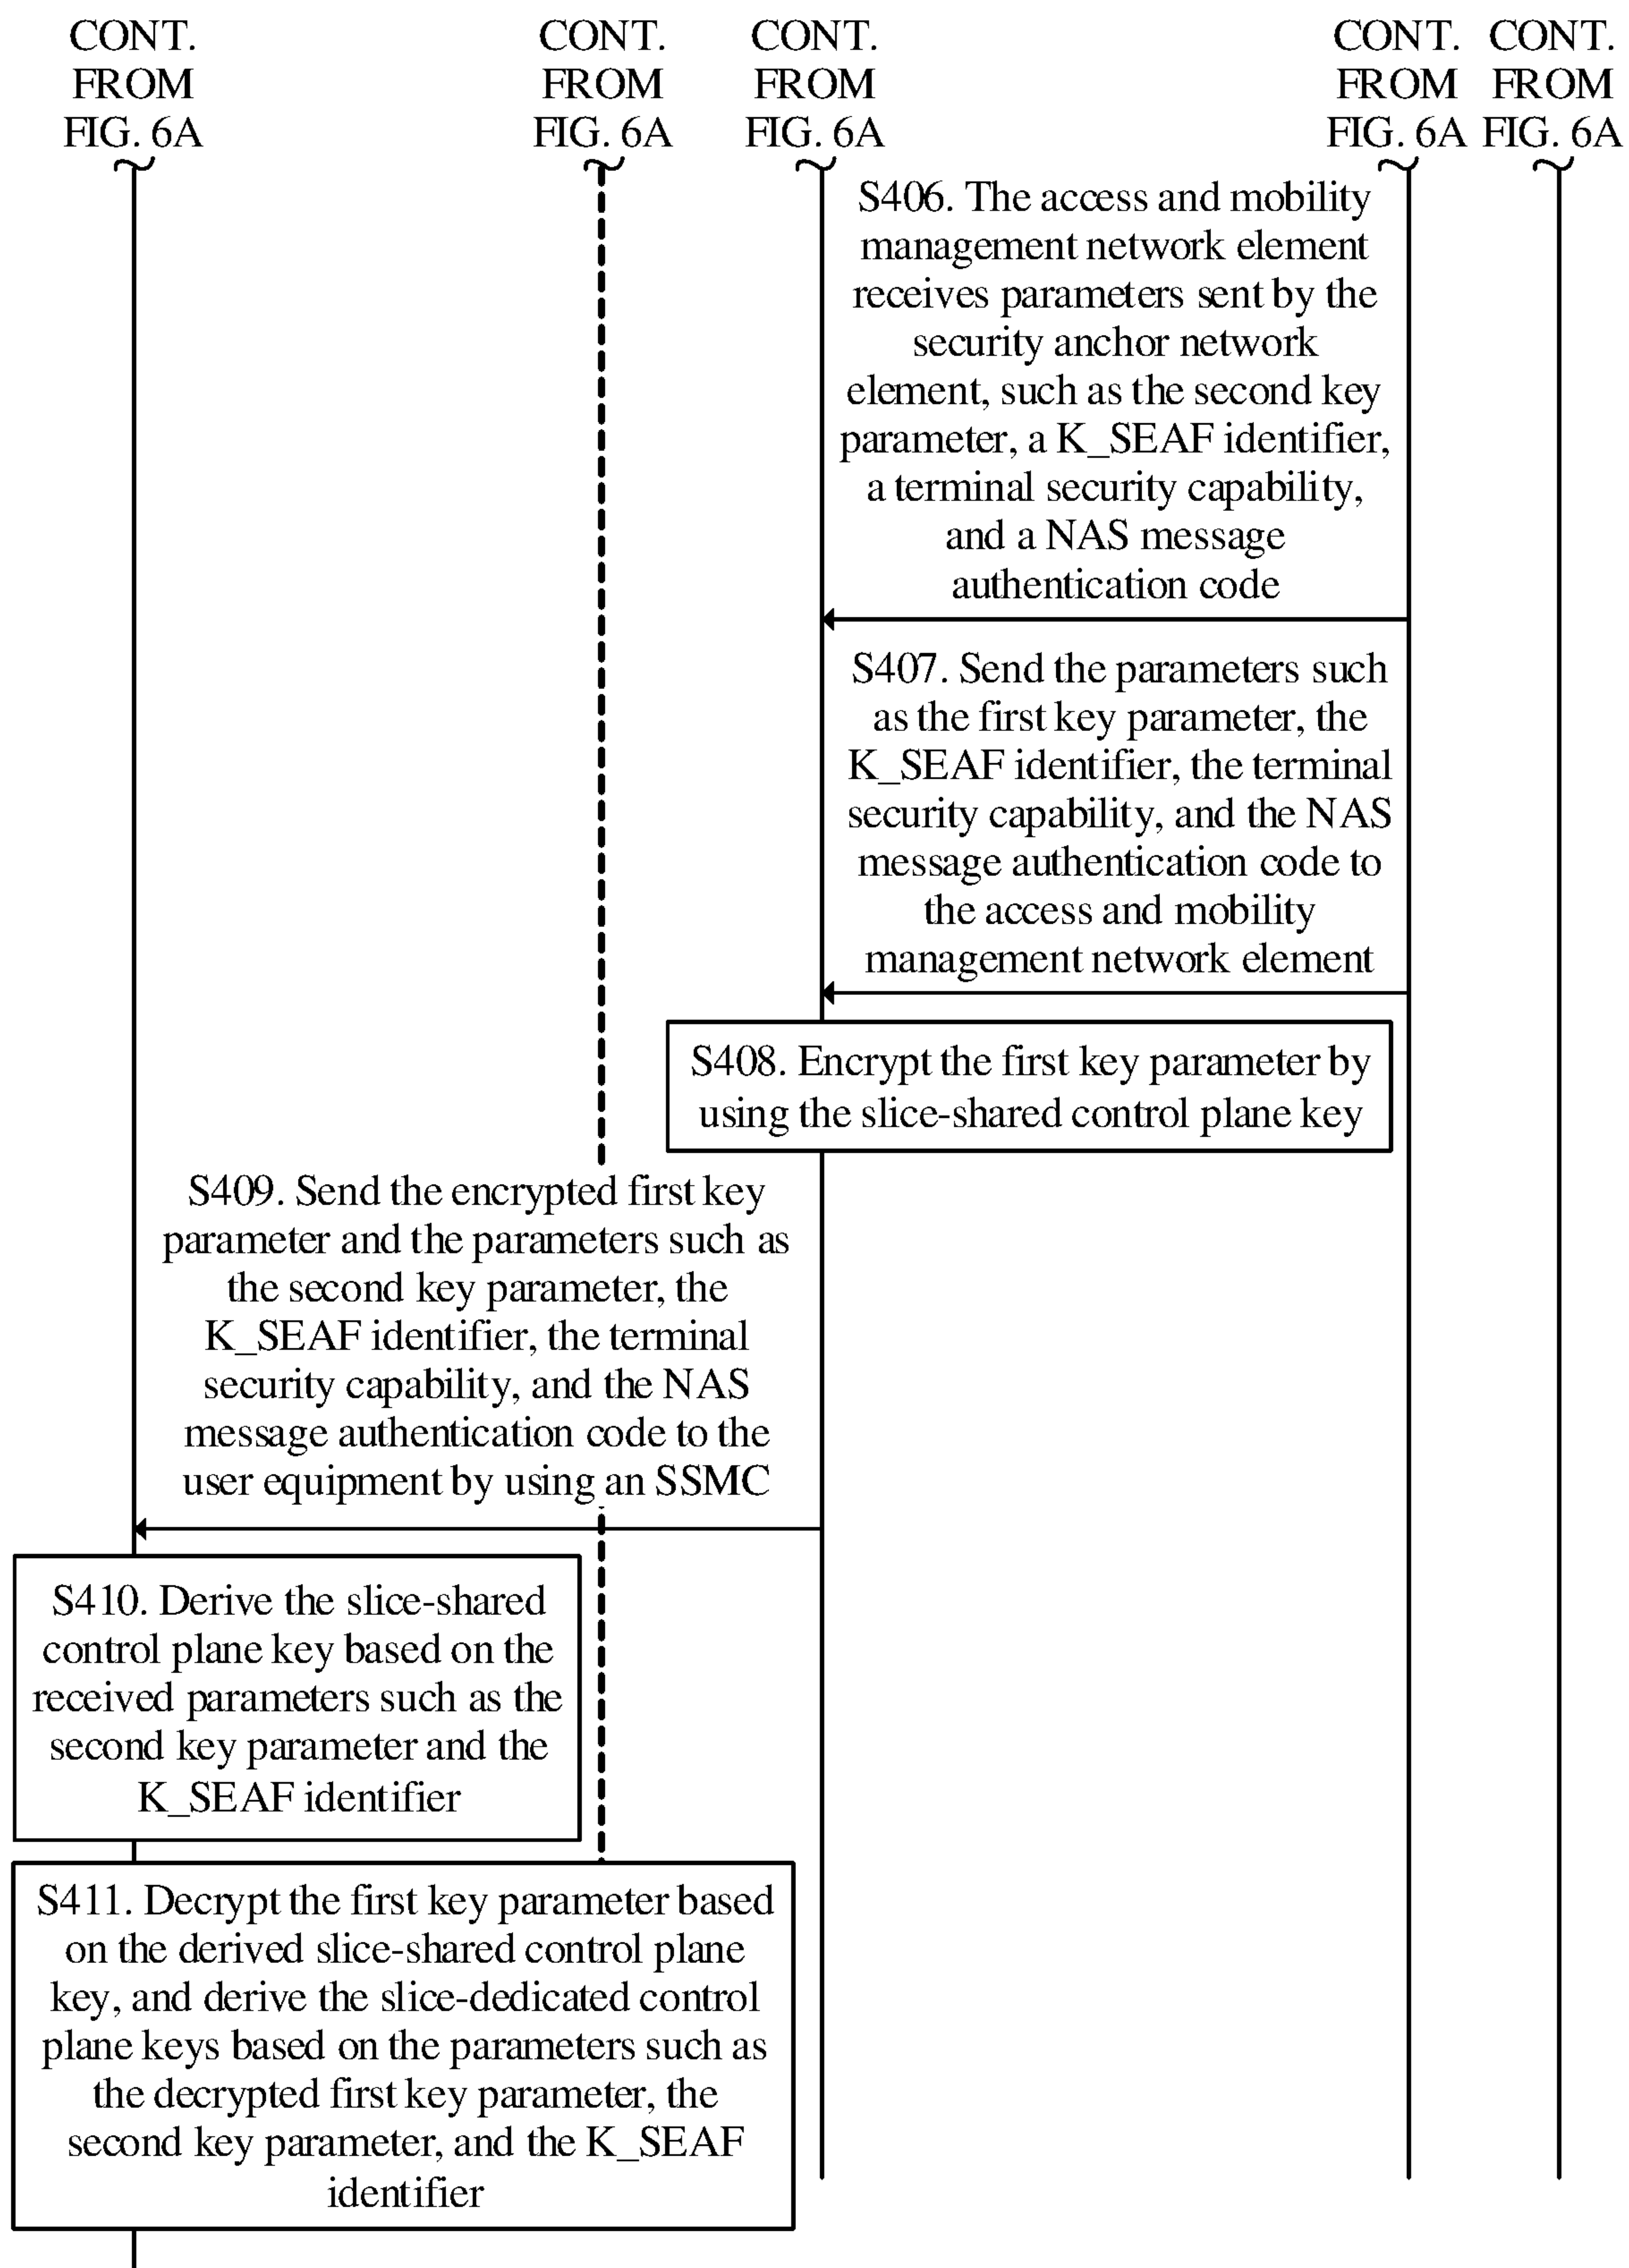 CONT.
FROM
FIG. 6A
CONT.
FROM
FIG. 6A
CONT.
FROM
FIG. 6A
CONT.
FROM
FIG. 6A
CONT.
FROM
FIG. 6A
S406. The access and mobility
management network element
receives parameters sent by the
security anchor network
element, such as the second key
parameter, a K_SEAF identifier,
a terminal security capability,
and a NAS message
authentication code
S407. Send the parameters such
as the first key parameter, the
K_SEAF identifier, the terminal
security capability, and the NAS
message authentication code to
the access and mobility
management network element
S408. Encrypt the first key parameter by
using the slice-shared control plane key
S409. Send the encrypted first key
parameter and the parameters such as
the second key parameter, the
K_SEAF identifier, the terminal
security capability, and the NAS
message authentication code to the
user equipment by using an SSMC
S410. Derive the slice-shared
control plane key based on the
received parameters such as the
second key parameter and the
K_SEAF identifier
S411. Decrypt the first key parameter based
on the derived slice-shared control plane
key, and derive the slice-dedicated control
plane keys based on the parameters such as
the decrypted first key parameter, the
second key parameter, and the K_SEAF
identifier